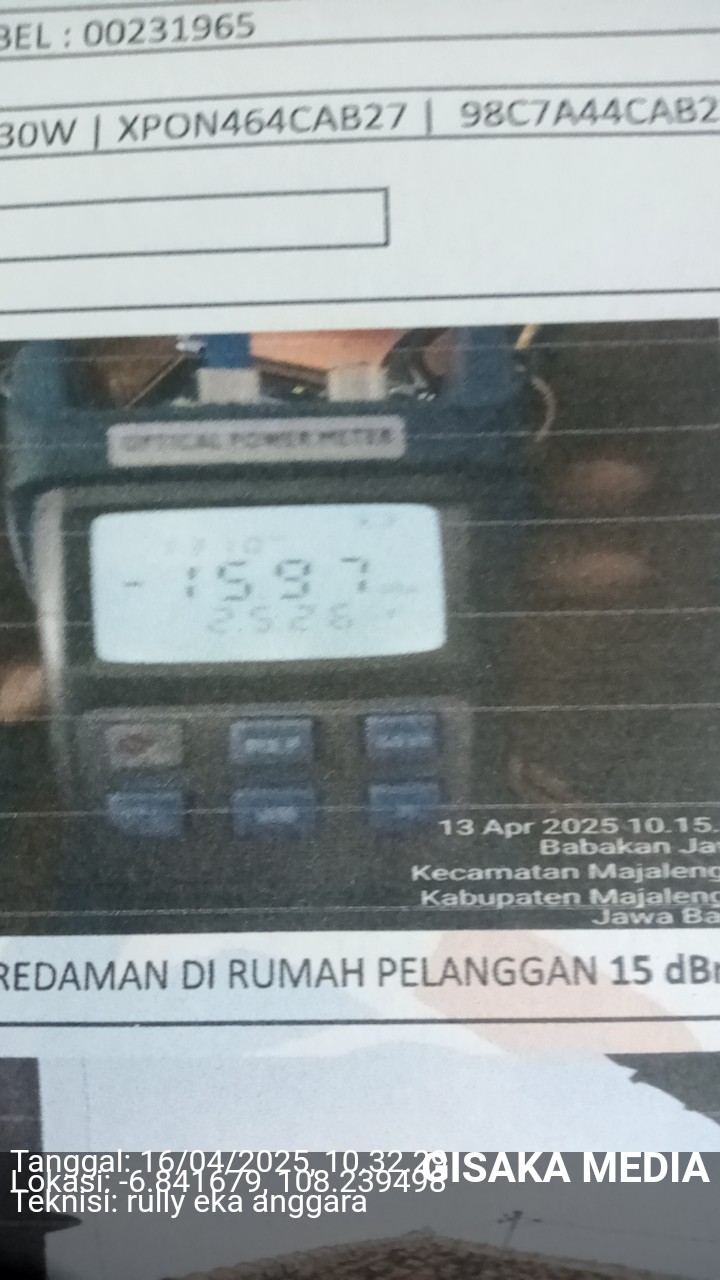 BEL : 00231965
30W | XPON464CAB27 | 98C7A44CAB2
OPTICAL POWER METER
- 15.97
2.526
13 Apr 2025 10.15.
Babakan Ja
Kecamatan Majaleng
Kabupaten Majaleng
Jawa Ba
REDAMAN DI RUMAH PELANGGAN 15 dB
Tanggal: 16/04/2025, 10.32.29
GISAKA MEDIA
Lokasi: -6.841679, 108.239498
Teknisi: rully eka anggara